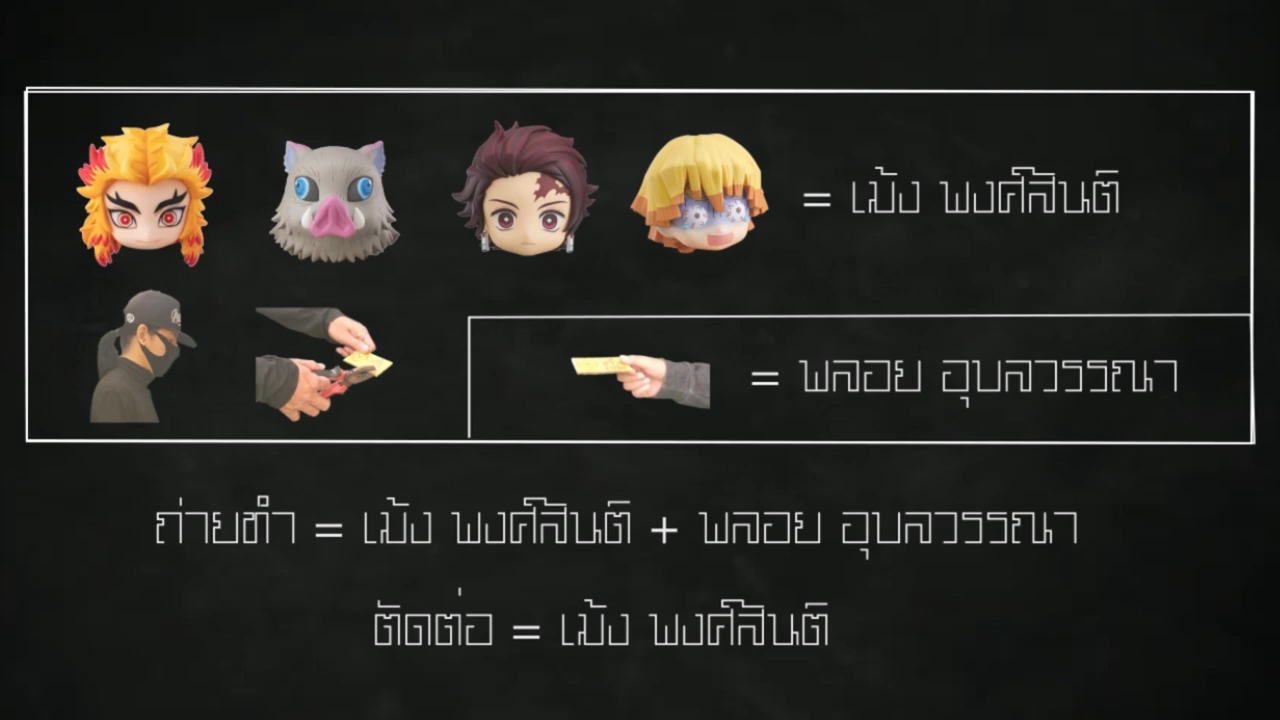 = เม้ง พงศ์สันติ
= พลอย อุบลวรรณา
ถ่ายทำ = เม้ง พงศ์สันติ + พลอย อุบลวรรณา
ตัดต่อ = เม้ง พงศ์สันติ